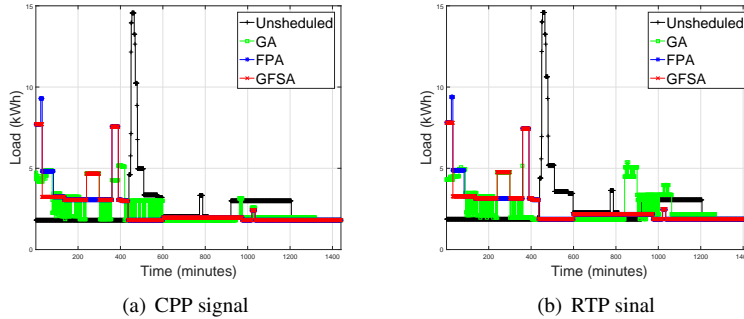 15
10
5
0
Load (kWh)
200 400 600 800 1000 1200 1400
Time (minutes)
Unsheduled
GA
FPA
GFSA
(a) CPP signal
15
10
5
0
Load (kWh)
200 400 600 800 1000 1200 1400
Time (minutes)
Unsheduled
GA
FPA
GFSA
(b) RTP sinal